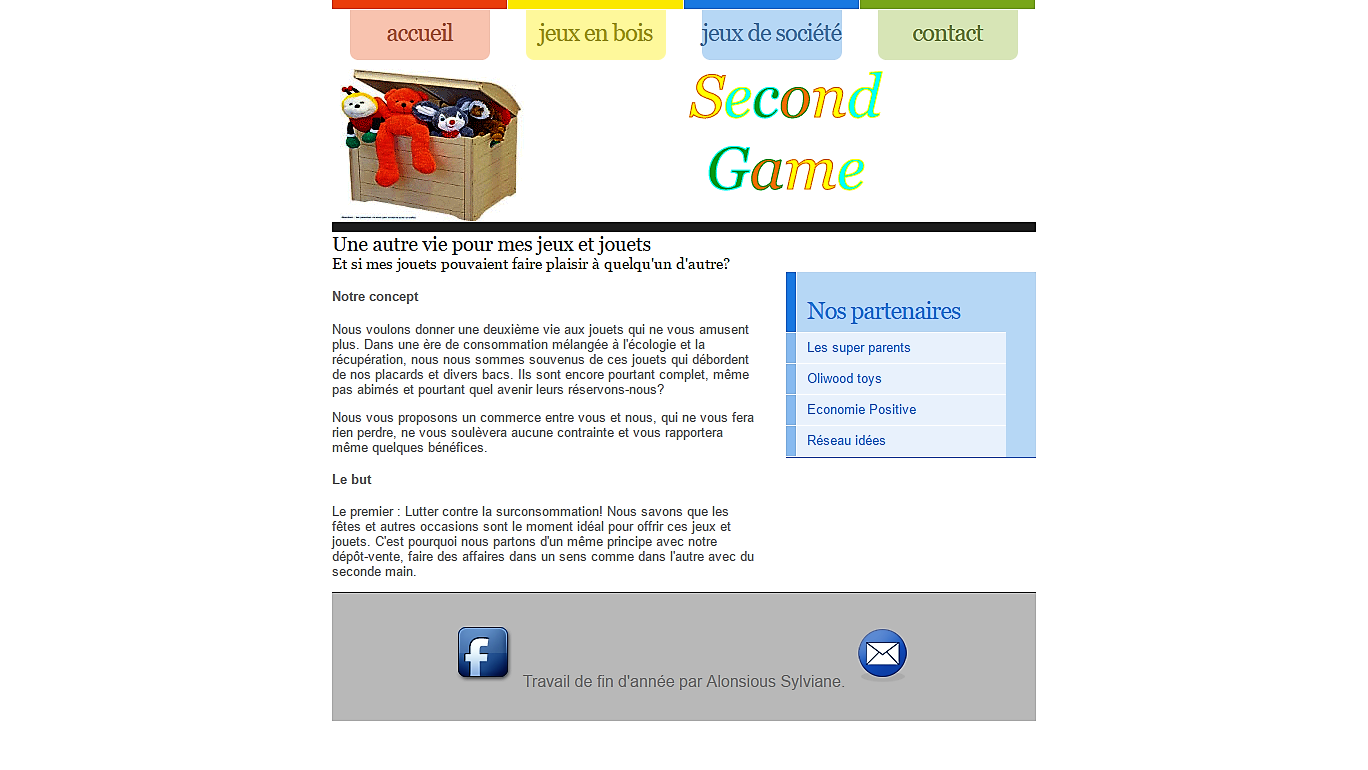 accueil
jeux en bois
jeux de société
contact
Second
Game
Une autre vie pour mes jeux et jouets
Et si mes jouets pouvaient faire plaisir à quelqu'un d'autre?
Notre concept
Nous voulons donner une deuxième vie aux jouets qui ne vous amusent
plus. Dans une ère de consommation mélangée à l'écologie et la
récupération, nous nous sommes souvenus de ces jouets qui débordent
de nos placards et divers bacs. Ils sont encore pourtant complet, même
pas abimés et pourtant quel avenir leurs réservons-nous?
Nous vous proposons un commerce entre vous et nous, qui ne vous fera
rien perdre, ne vous soulèvera aucune contrainte et vous rapportera
même quelques bénéfices.
Le but
Le premier : Lutter contre la surconsommation! Nous savons que les
fêtes et autres occasions sont le moment idéal pour offrir ces jeux et
jouets. C'est pourquoi nous partons d'un même principe avec notre
dépôt-vente, faire des affaires dans un sens comme dans l'autre avec du
seconde main.
Nos partenaires
Les super parents
Oliwood toys
Economie Positive
Réseau idées
f
Travail de fin d'année par Alonsious Sylviane.